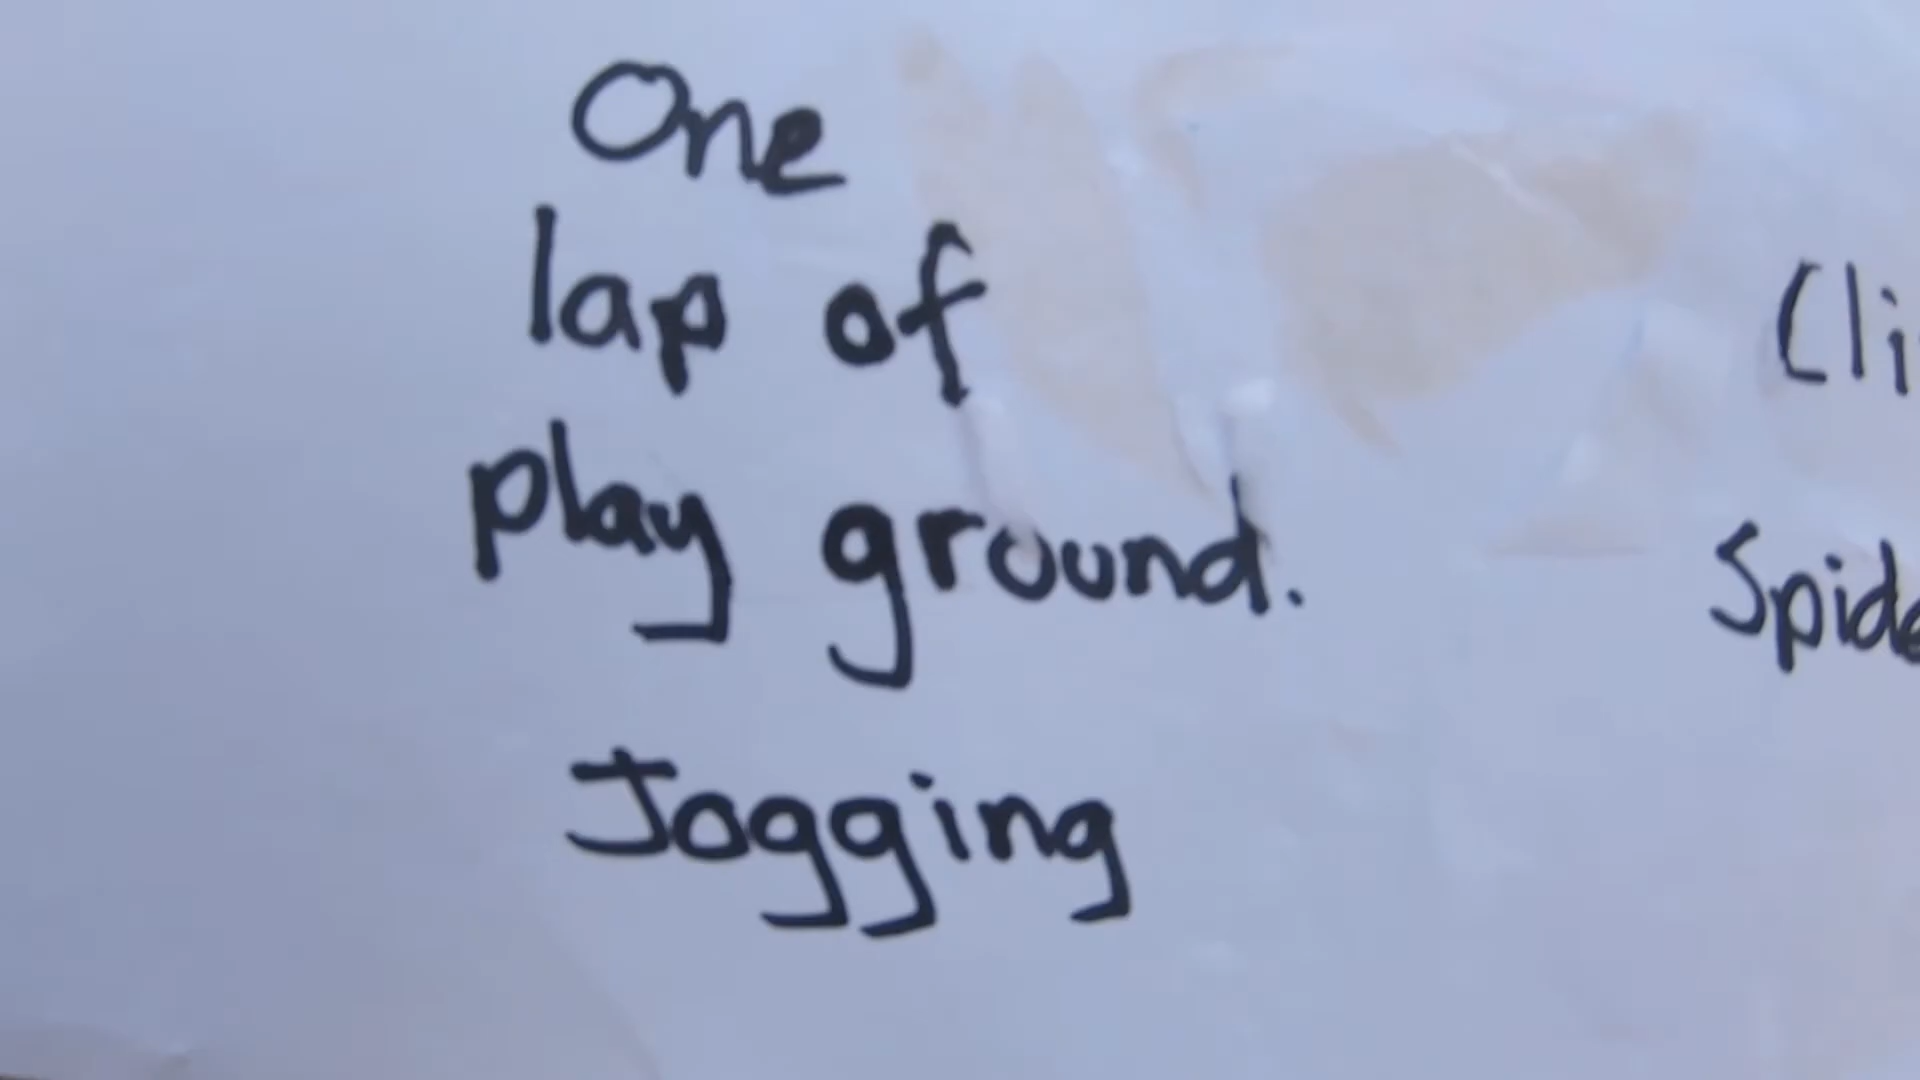 One
lap of
play ground.
Jogging